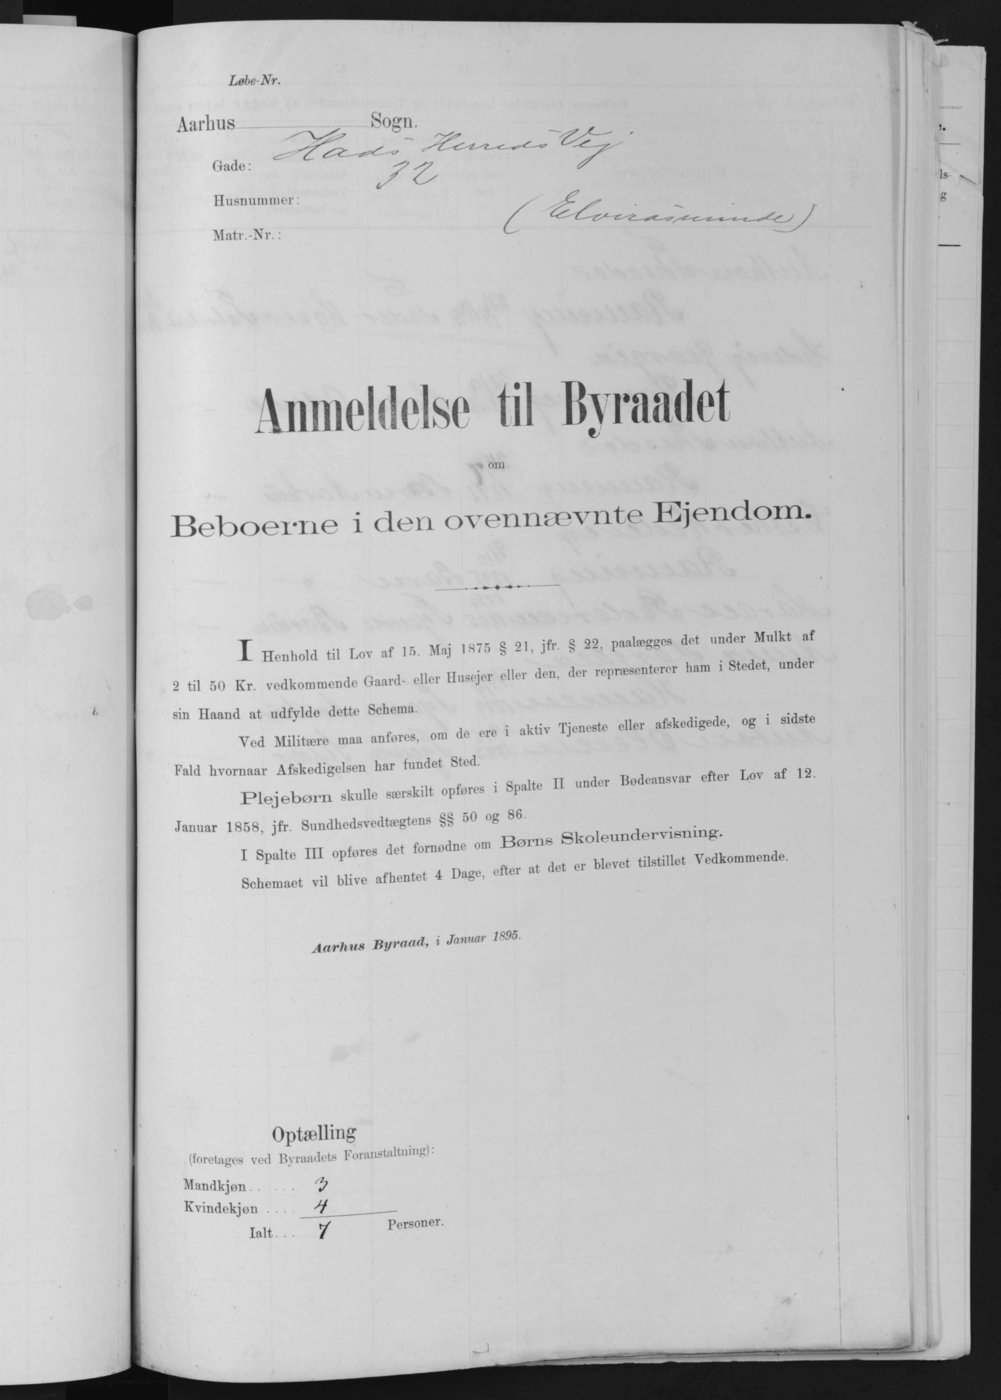 Løbe-Nr.
Aarhus Sogn.
Gade: Hads Herreds Vej
Husnummer: 32
(Elvirasminde)
Matr.-Nr.:
Anmeldelse til Byraadet
om
Beboerne i den ovennævnte Ejendom.
I Henhold til Lov af 15. Maj 1875 § 21, jfr. § 22, paalægges det under Mulkt af
2 til 50 Kr. vedkommende Gaard- eller Husejer eller den, der repræsenterer ham i Stedet, under
sin Haand at udfylde dette Schema.
Ved Militære maa anføres, om de ere i aktiv Tjeneste eller afskedigede, og i sidste
Fald hvornaar Afskedigelsen har fundet Sted.
Plejebørn skulle særskilt opføres i Spalte II under Bødeansvar efter Lov af 12.
Januar 1858, jfr. Sundhedsvedtægtens §§ 50 og 86.
I Spalte III opføres det fornødne om Børns Skoleundervisning.
Schemaet vil blive afhentet 4 Dage, efter at det er blevet tilstillet Vedkommende.
Aarhus Byraad, i Januar 1895.
Optælling
(foretages ved Byraadets Foranstaltning):
Mandkjøn..... 3
Kvindekjøn.... 4
Ialt... 7 Personer.